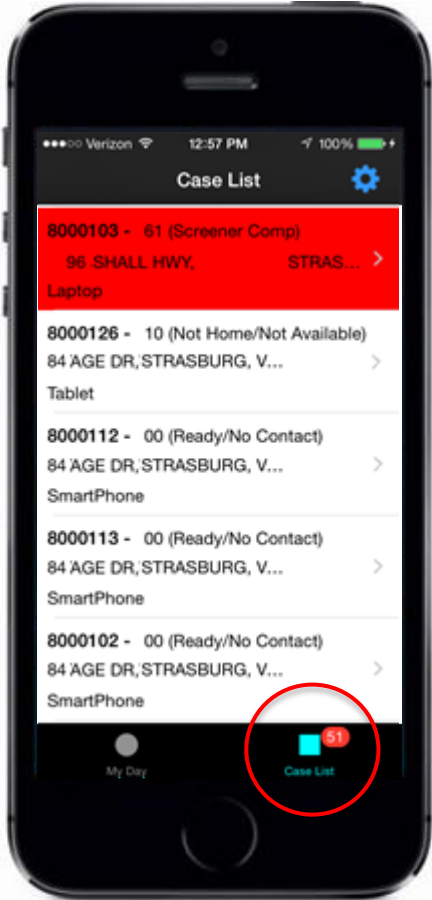 ●●●○○ Verizon 12:57 PM 100%
Case List
8000103 - 61 (Screener Comp)
96 SHALL HWY, STRAS...
Laptop
8000126 - 10 (Not Home/Not Available)
84 AGE DR, STRASBURG, V...
Tablet
8000112 - 00 (Ready/No Contact)
84 AGE DR, STRASBURG, V...
SmartPhone
8000113 - 00 (Ready/No Contact)
84 AGE DR, STRASBURG, V...
SmartPhone
8000102 - 00 (Ready/No Contact)
84 AGE DR, STRASBURG, V...
SmartPhone
51
My Day Case List